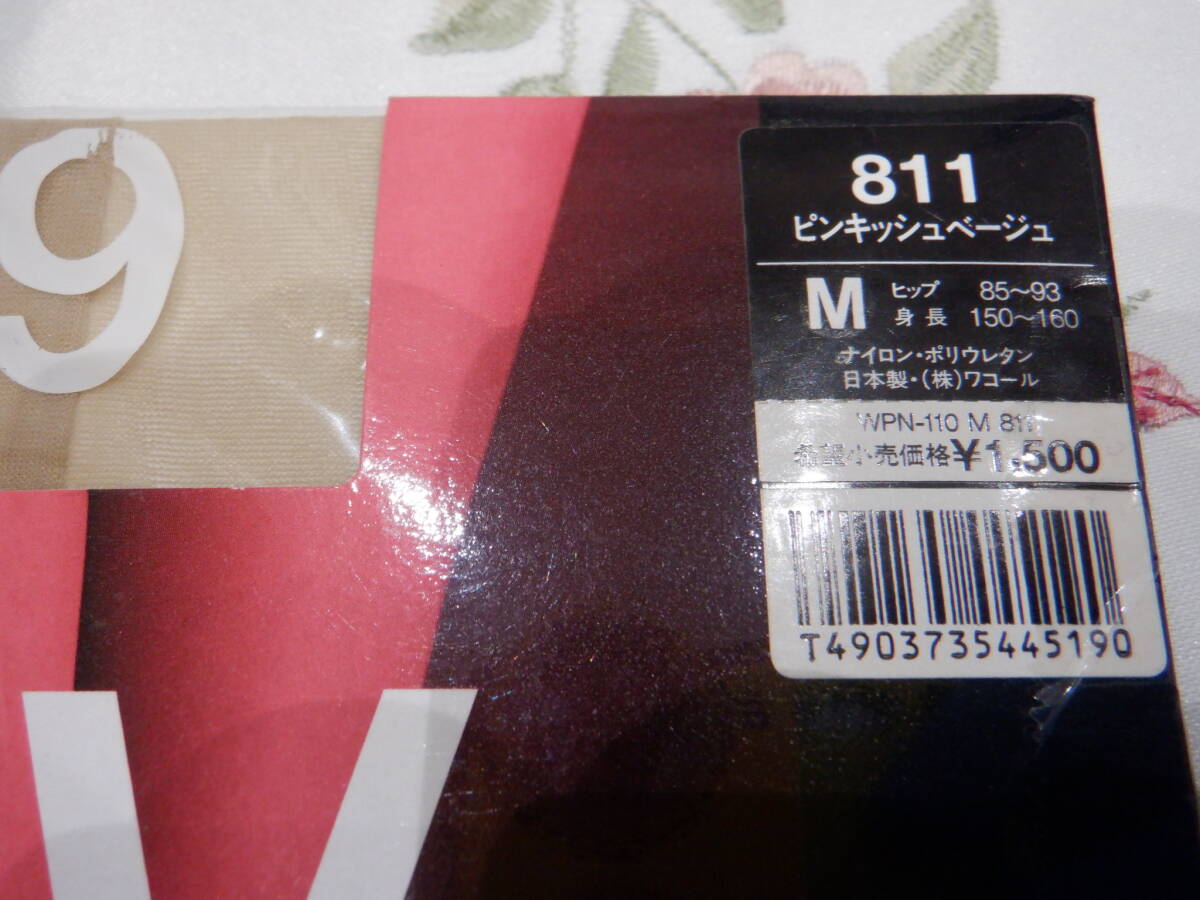 9
811
ピンキッシュベージュ
M ヒップ 85〜93
身長 150〜160
ナイロン・ポリウレタン
日本製・(株)ワコール
WPN-110 M 811
希望小売価格¥1,500
T4903735445190
V